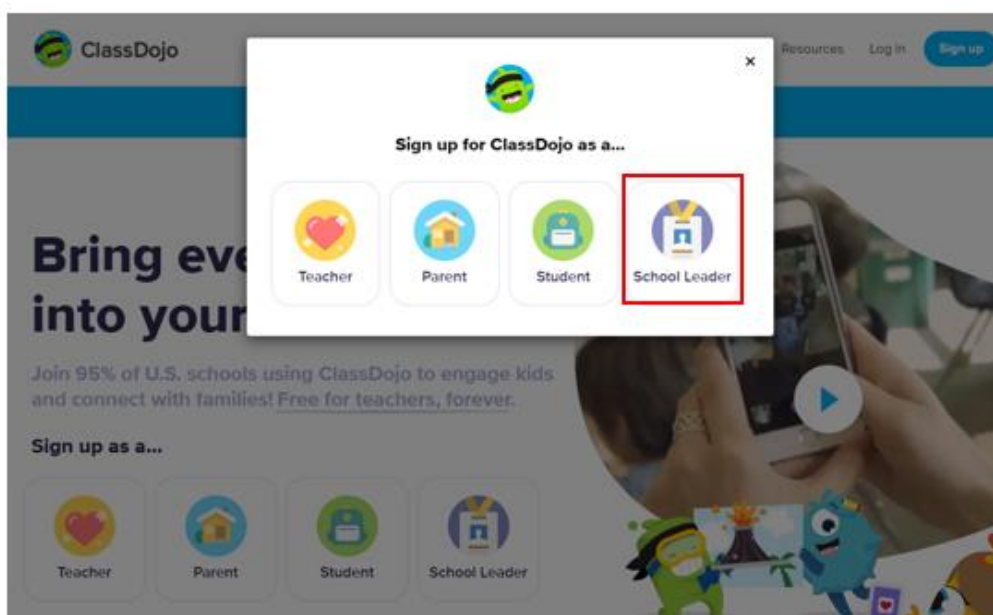 ClassDojo
Resources Log in Sign up
×
Sign up for ClassDojo as a...
Teacher Parent Student School Leader
Bring eve
into your
Join 95% of U.S. schools using ClassDojo to engage kids
and connect with families! Free for teachers, forever.
Sign up as a...
Teacher Parent Student School Leader